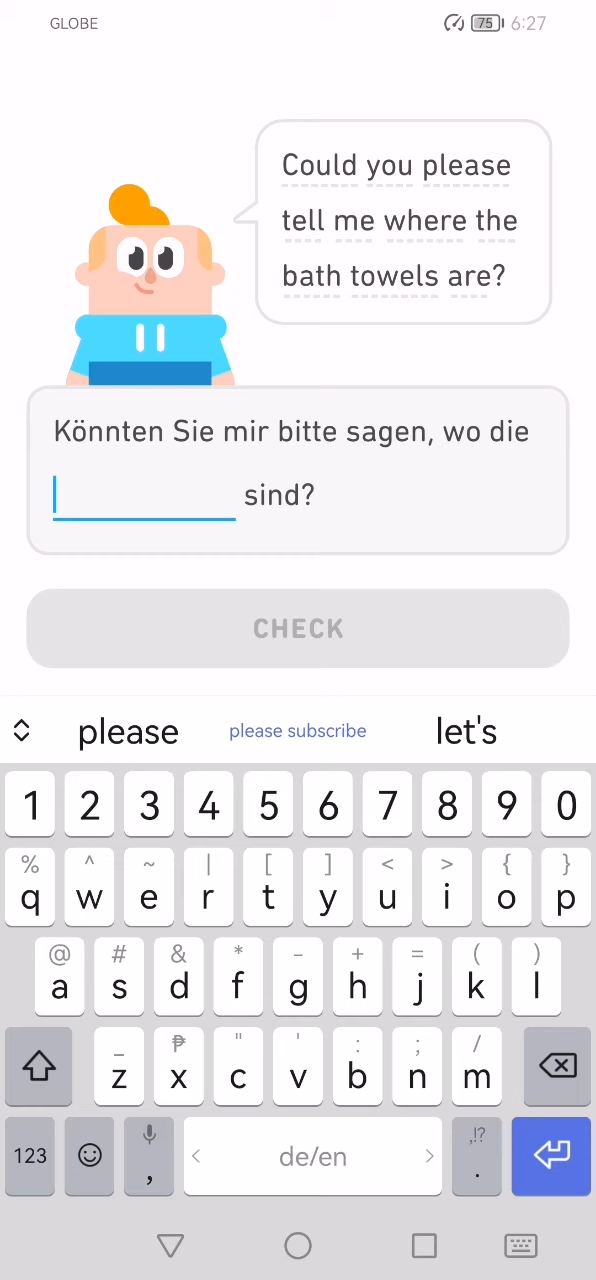 GLOBE 75 6:27
Could you please
tell me where the
bath towels are?
Könnten Sie mir bitte sagen, wo die
sind?
CHECK
please please subscribe let's
1 2 3 4 5 6 7 8 9 0
% ^ ~ | [ ] < > { }
q w e r t y u i o p
@ # & * - + = ( )
a s d f g h j k l
_ ₱ " ' : ; /
z x c v b n m
123 , < de/en > ,!? .